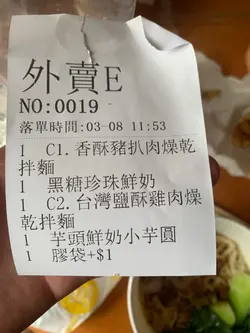 外賣E
NO:0019
落單時間:03-08 11:53
1 C1.香酥豬扒肉燥乾
拌麵
1 黑糖珍珠鮮奶
1 C2.台灣鹽酥雞肉燥
乾拌麵
1 芋頭鮮奶小芋圓
1 膠袋+$1